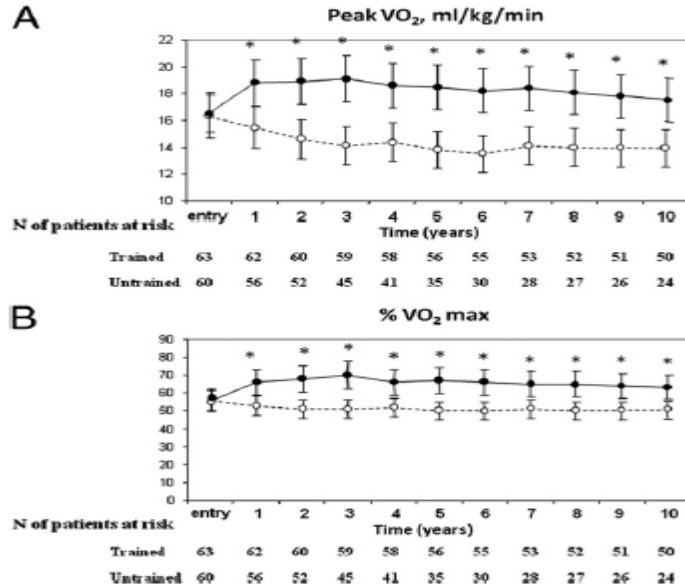 A
Peak VO₂, ml/kg/min
* * * * * * * * * *
22
20
18
16
14
12
10
entry 1 2 3 4 5 6 7 8 9 10
Time (years)
N of patients at risk
Trained 63 62 60 59 58 56 55 53 52 51 50
Untrained 60 56 52 45 41 35 30 28 27 26 24
B
% VO₂ max
* * * * * * * * * *
90
80
70
60
50
40
30
20
10
0
entry 1 2 3 4 5 6 7 8 9 10
Time (years)
N of patients at risk
Trained 63 62 60 59 58 56 55 53 52 51 50
Untrained 60 56 52 45 41 35 30 28 27 26 24